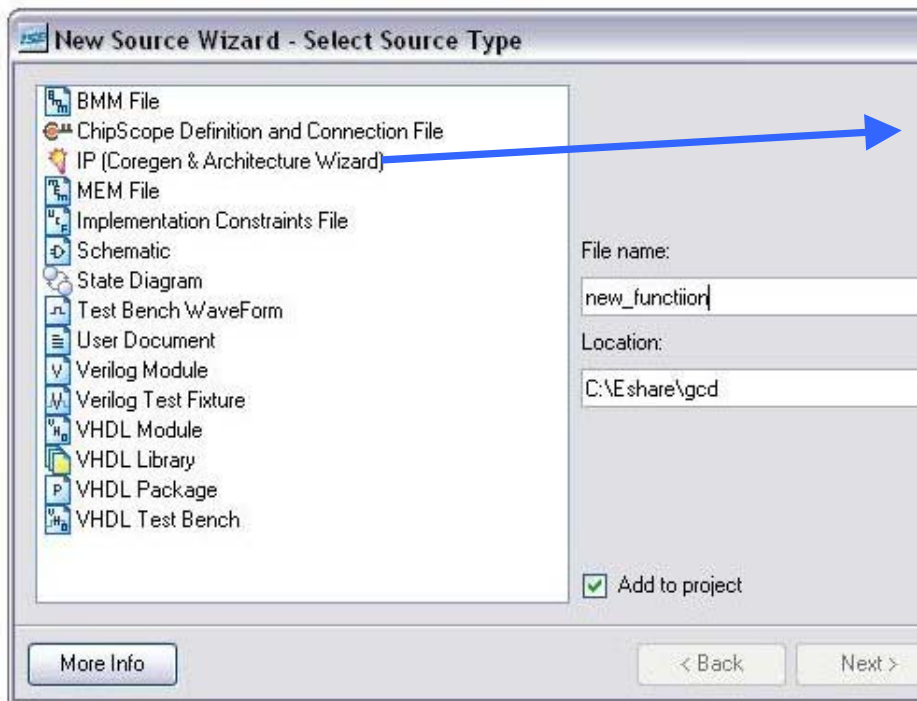 New Source Wizard - Select Source Type
BMM File
ChipScope Definition and Connection File
IP (Coregen & Architecture Wizard)
MEM File
Implementation Constraints File
Schematic
State Diagram
Test Bench WaveForm
User Document
Verilog Module
Verilog Test Fixture
VHDL Module
VHDL Library
VHDL Package
VHDL Test Bench
File name:
new_functiion
Location:
C:\Eshare\gcd
Add to project
More Info
< Back
Next >